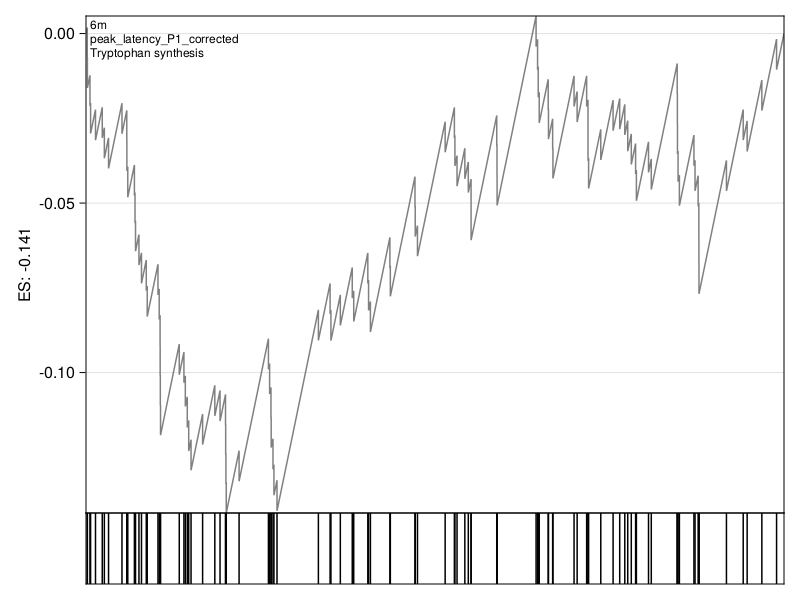 6m
peak_latency_P1_corrected
Tryptophan synthesis
0.00
-0.05
-0.10
ES: -0.141